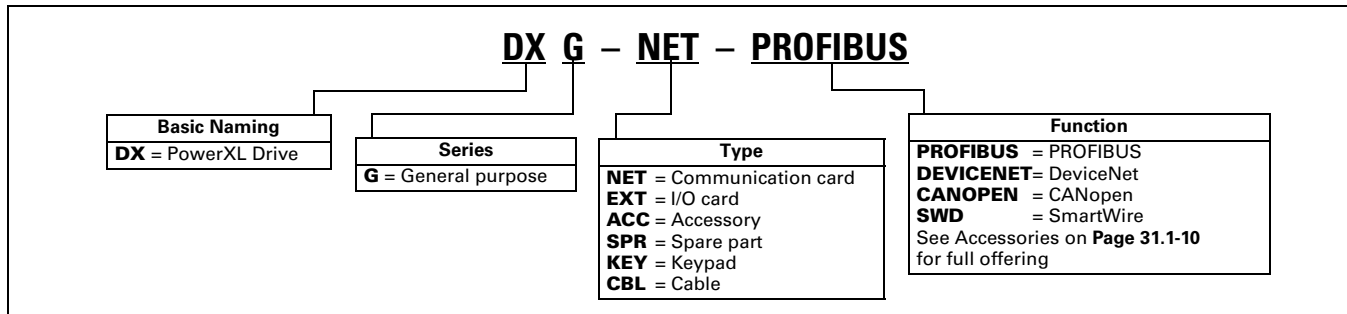 DX G – NET – PROFIBUS
Basic Naming
DX = PowerXL Drive
Series
G = General purpose
Type
NET = Communication card
EXT = I/O card
ACC = Accessory
SPR = Spare part
KEY = Keypad
CBL = Cable
Function
PROFIBUS = PROFIBUS
DEVICENET= DeviceNet
CANOPEN = CANopen
SWD = SmartWire
See Accessories on Page 31.1-10
for full offering